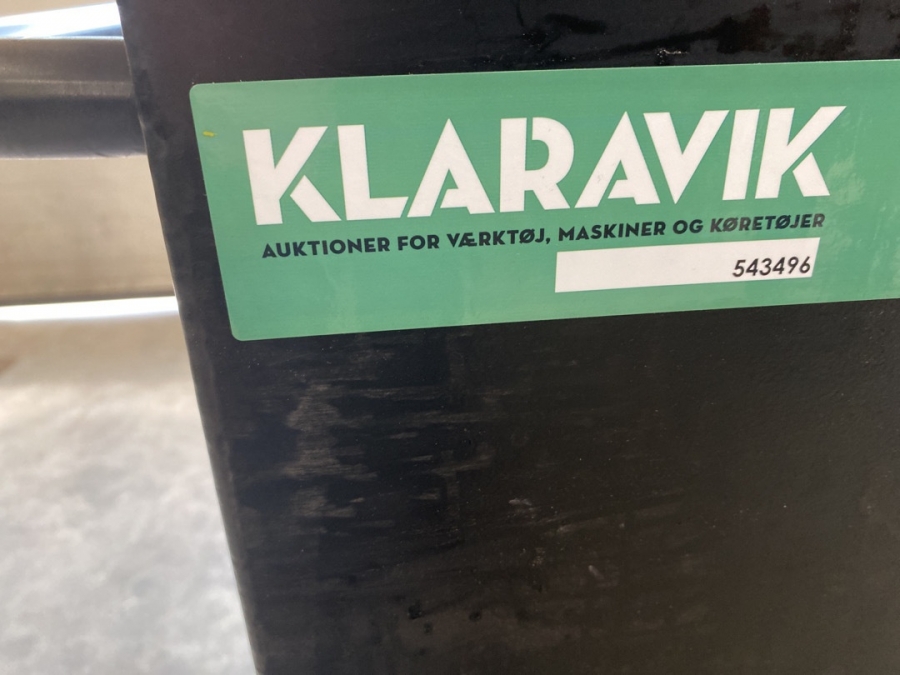 KLARAVIK
AUKTIONER FOR VÆRKTØJ, MASKINER OG KØRETØJER
543496